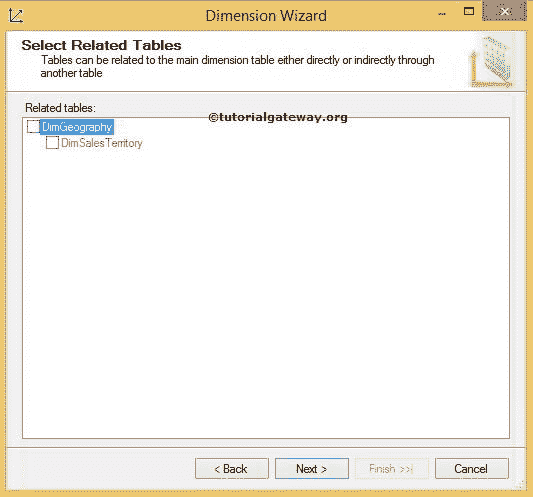 Dimension Wizard
Select Related Tables
Tables can be related to the main dimension table either directly or indirectly through
another table
Related tables:
©tutorialgateway.org
DimGeography
DimSalesTerritory
< Back
Next >
Finish >>|
Cancel